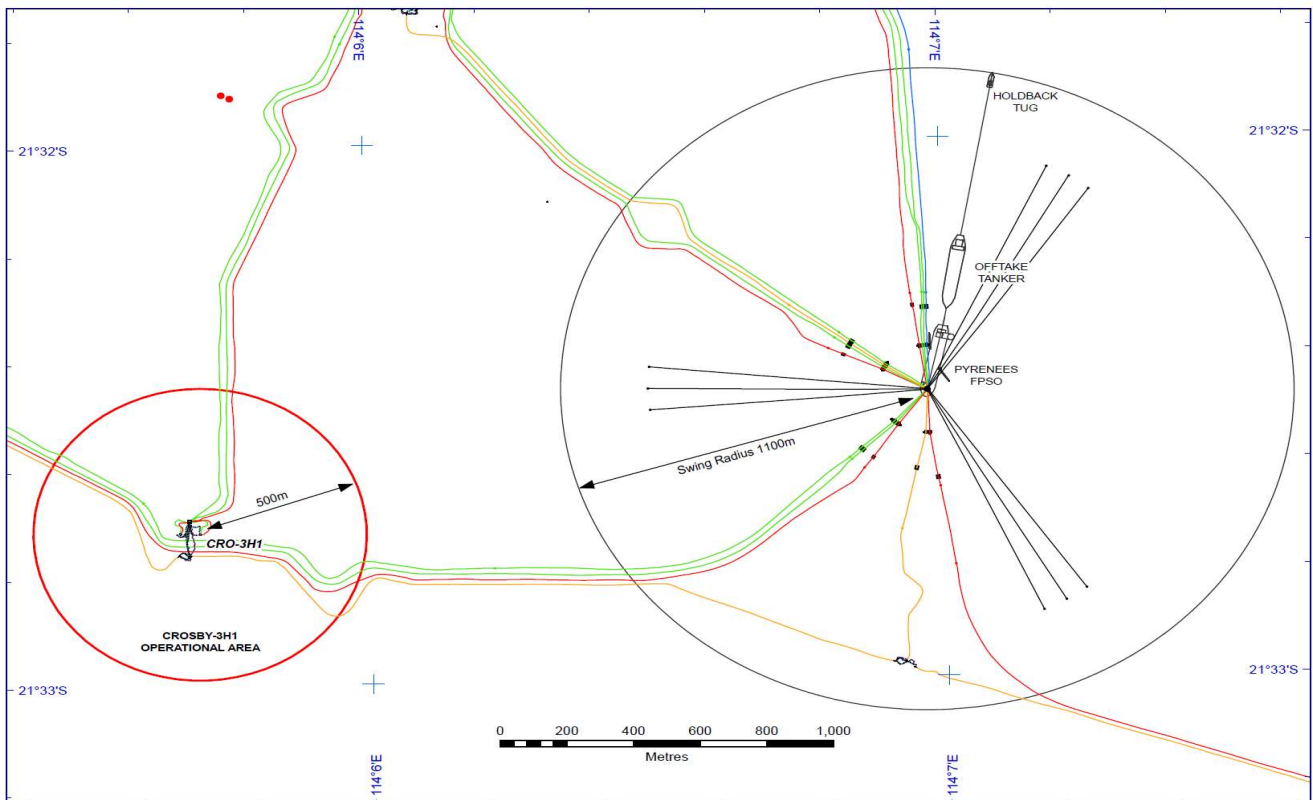 114°6'E
114°7'E
HOLDBACK
TUG
21°32'S
21°32'S
OFFTAKE
TANKER
PYRENEES
FPSO
Swing Radius 1100m
500m
CRO-3H1
CROSBY-3H1
OPERATIONAL AREA
21°33'S
21°33'S
0 200 400 600 800 1,000
Metres
114°6'E
114°7'E